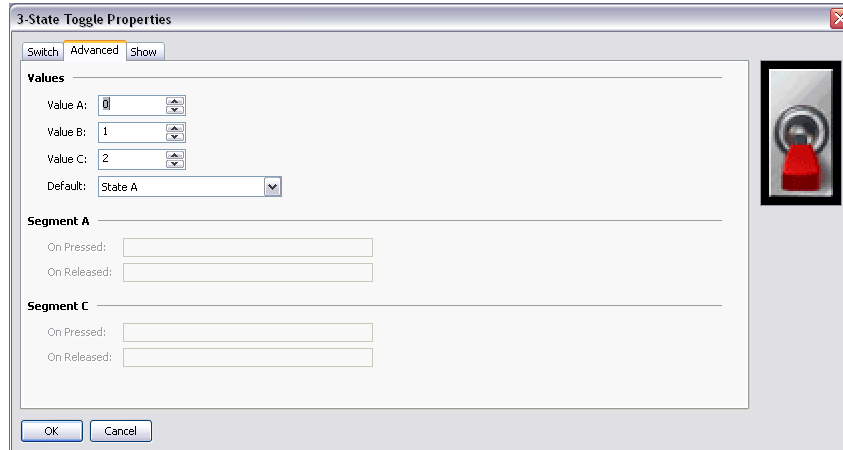 3-State Toggle Properties
Switch Advanced Show
Values
Value A: 0
Value B: 1
Value C: 2
Default: State A
Segment A
On Pressed:
On Released:
Segment C
On Pressed:
On Released:
OK Cancel